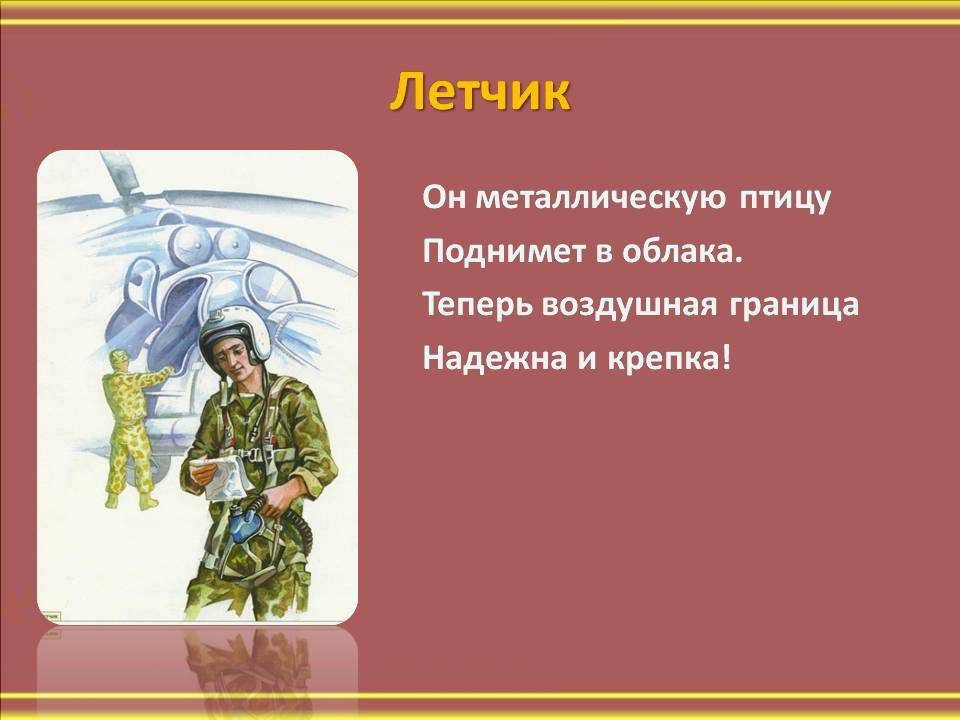 Летчик
Он металлическую птицу
Поднимет в облака.
Теперь воздушная граница
Надежна и крепка!